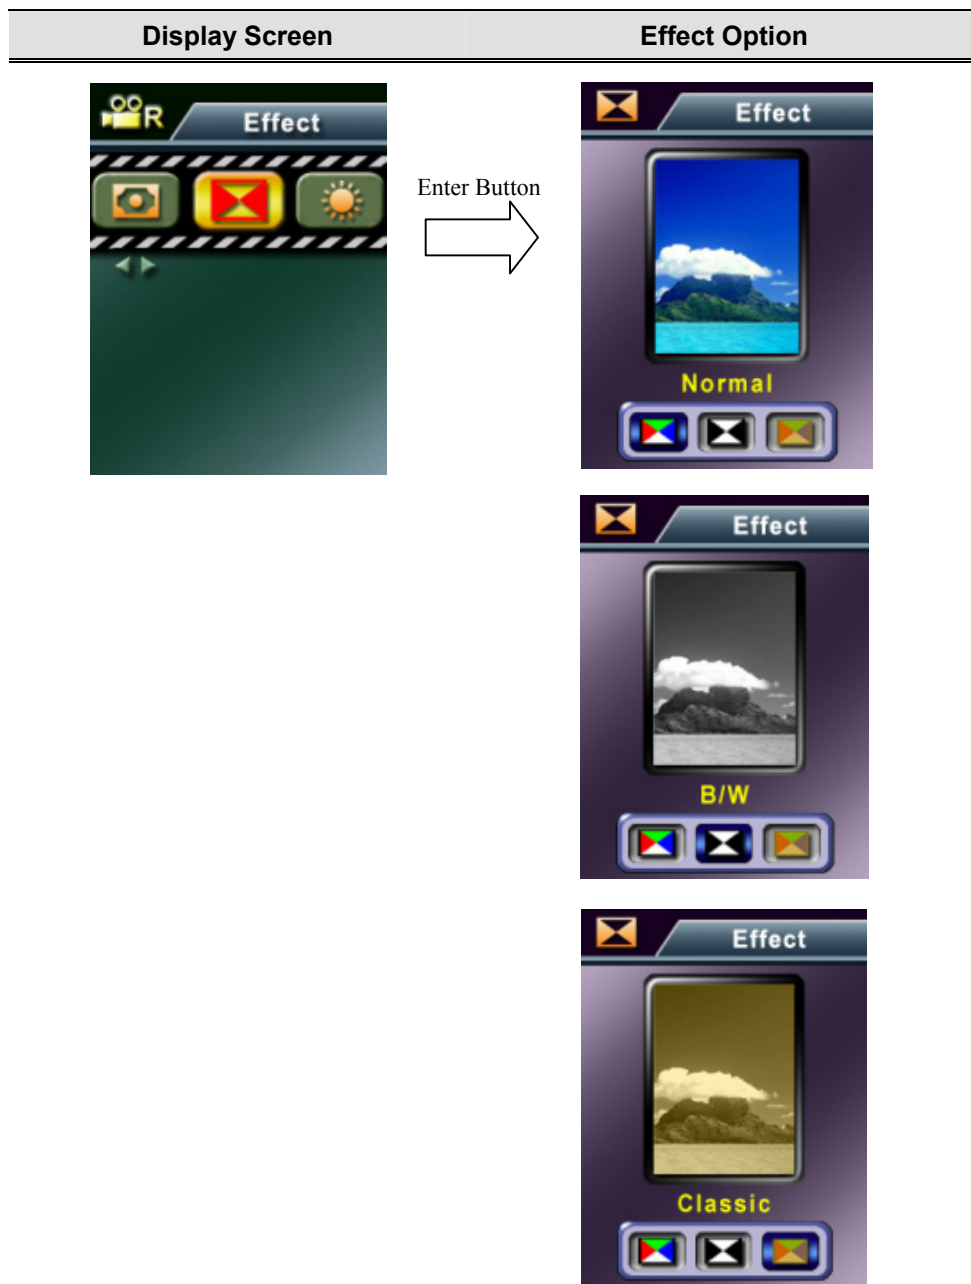 Display Screen Effect Option
R Effect
Enter Button
Effect
Normal
Effect
B/W
Effect
Classic